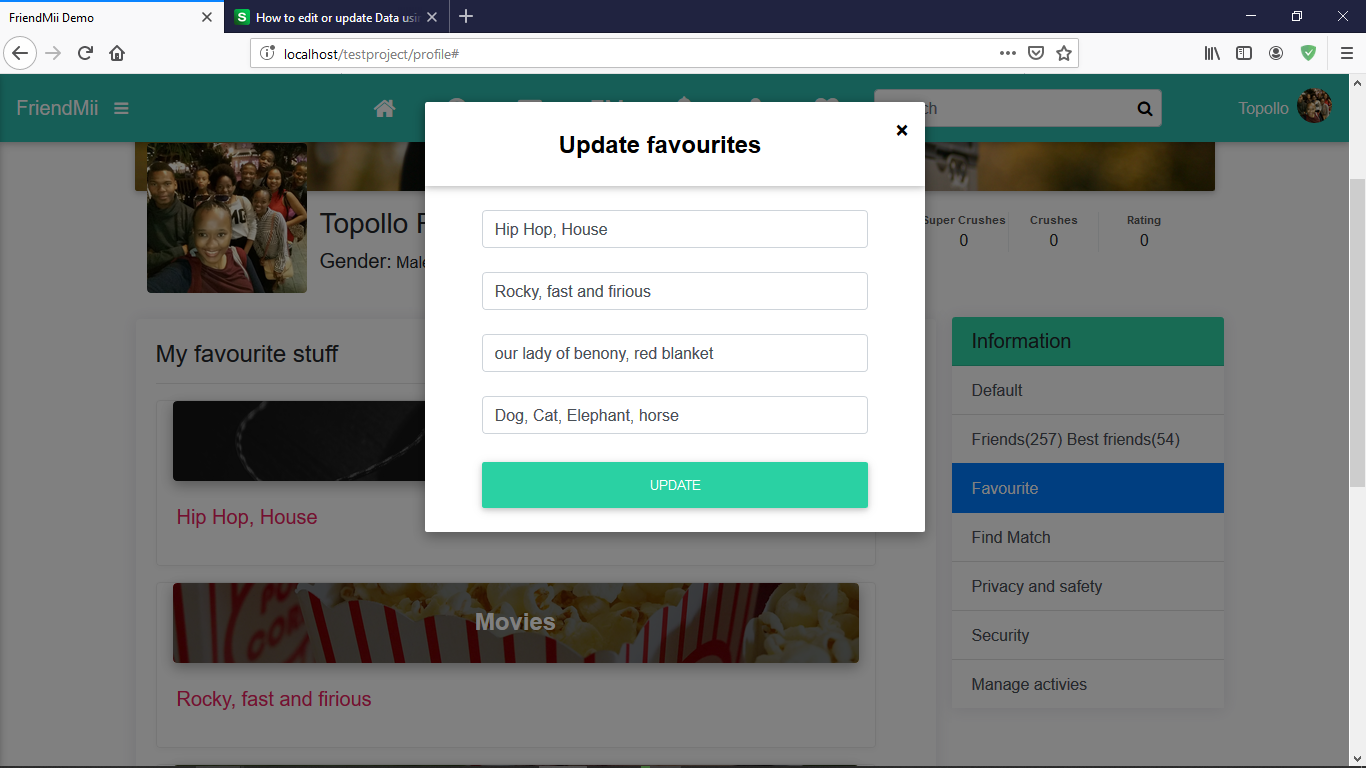 FriendMii Demo
How to edit or update Data usin
localhost/testproject/profile#
FriendMii
ch
Topollo
Update favourites
Hip Hop, House
Rocky, fast and firious
our lady of benony, red blanket
Dog, Cat, Elephant, horse
UPDATE
Topollo F
Gender: Male
Super Crushes
0
Crushes
0
Rating
0
My favourite stuff
Hip Hop, House
Movies
Rocky, fast and firious
Information
Default
Friends(257) Best friends(54)
Favourite
Find Match
Privacy and safety
Security
Manage activies